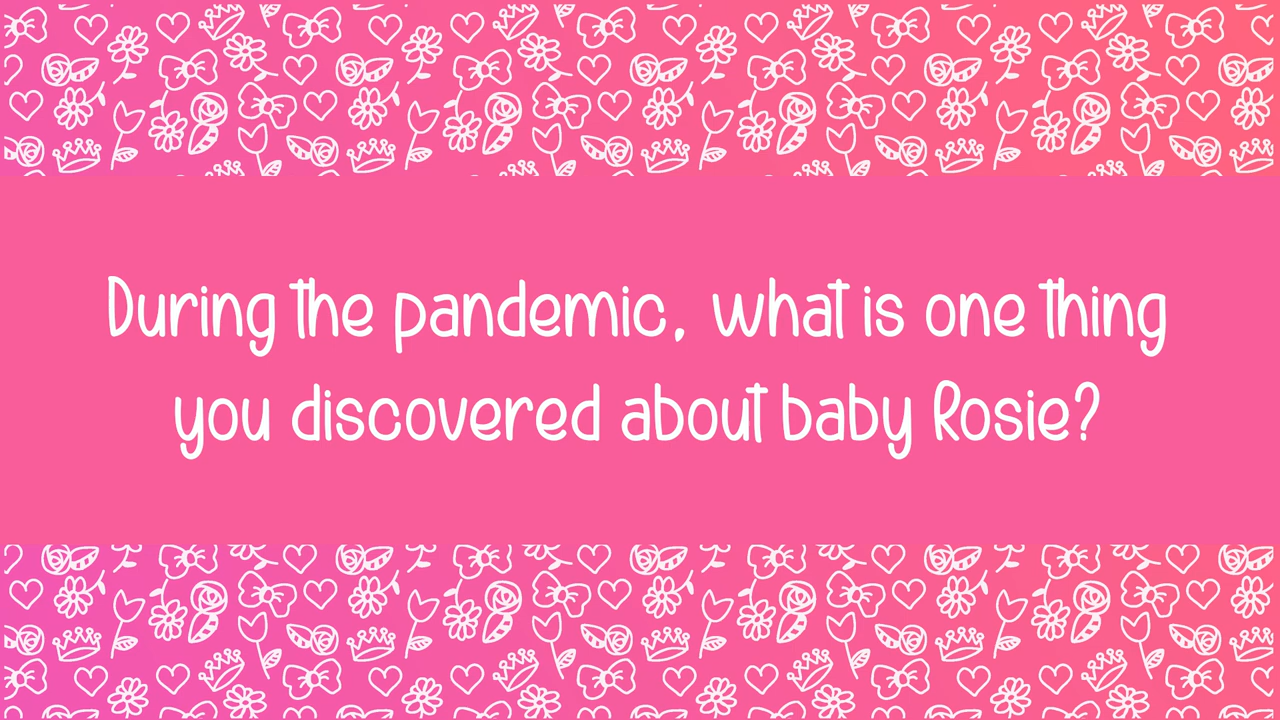 During the pandemic, what is one thing
you discovered about baby Rosie?